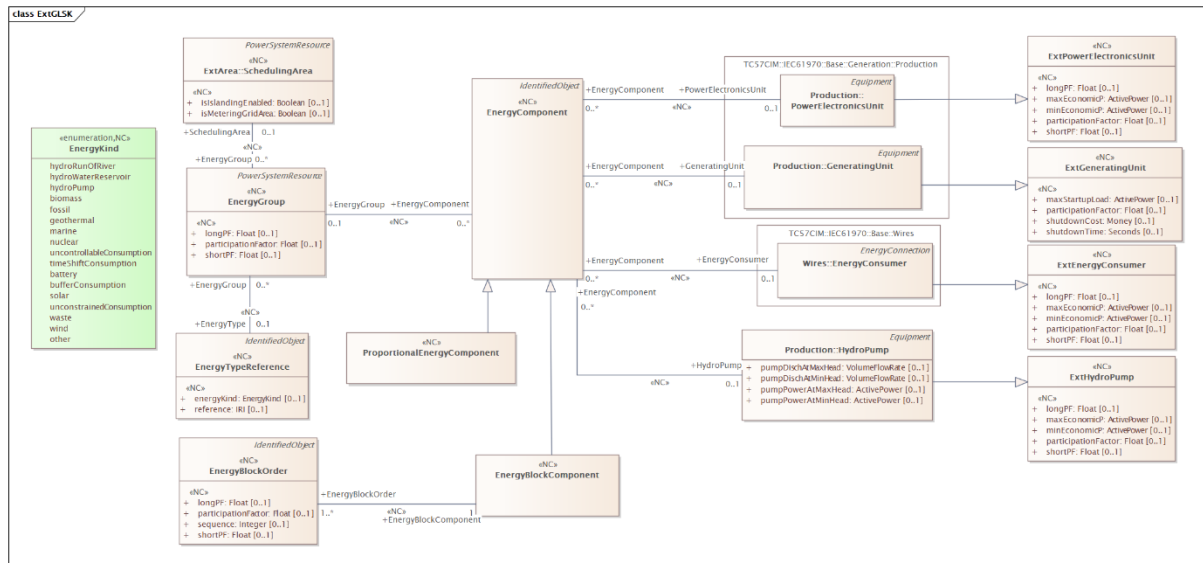 class ExtGLSK
PowerSystemResource
«NC»
ExtArea::SchedulingArea
«NC»
+ isIslandingEnabled: Boolean [0..1]
+ isMeteringGridArea: Boolean [0..1]
+SchedulingArea 0..1
«NC»
+EnergyGroup 0..*
«enumeration,NC»
EnergyKind
hydroRunOfRiver
hydroWaterReservoir
hydroPump
biomass
fossil
geothermal
marine
nuclear
uncontrollableConsumption
timeShiftConsumption
battery
bufferConsumption
solar
unconstrainedConsumption
waste
wind
other
PowerSystemResource
«NC»
EnergyGroup
«NC»
+ longPF: Float [0..1]
+ participationFactor: Float [0..1]
+ shortPF: Float [0..1]
+EnergyGroup +EnergyComponent
0..1 «NC» 0..*
+EnergyGroup 0..*
«NC»
+EnergyType 0..1
IdentifiedObject
«NC»
EnergyTypeReference
«NC»
+ energyKind: EnergyKind [0..1]
+ reference: IRI [0..1]
IdentifiedObject
«NC»
EnergyBlockOrder
«NC»
+ longPF: Float [0..1]
+ participationFactor: Float [0..1]
+ sequence: Integer [0..1]
+ shortPF: Float [0..1]
+EnergyBlockOrder
1..* «NC» 1
+EnergyBlockComponent
IdentifiedObject
«NC»
EnergyComponent
«NC»
ProportionalEnergyComponent
«NC»
EnergyBlockComponent
+EnergyComponent +PowerElectronicsUnit
0..* «NC» 0..1
+EnergyComponent +GeneratingUnit
0..* «NC» 0..1
+EnergyComponent +EnergyConsumer
0..* «NC» 0..1
+EnergyComponent
0..*
+HydroPump
«NC» 0..1
TC57CIM::IEC61970::Base::Generation::Production
Equipment
Production::
PowerElectronicsUnit
Equipment
Production::GeneratingUnit
TC57CIM::IEC61970::Base::Wires
EnergyConnection
Wires::EnergyConsumer
Equipment
Production::HydroPump
+ pumpDischAtMaxHead: VolumeFlowRate [0..1]
+ pumpDischAtMinHead: VolumeFlowRate [0..1]
+ pumpPowerAtMaxHead: ActivePower [0..1]
+ pumpPowerAtMinHead: ActivePower [0..1]
«NC»
ExtPowerElectronicsUnit
«NC»
+ longPF: Float [0..1]
+ maxEconomicP: ActivePower [0..1]
+ minEconomicP: ActivePower [0..1]
+ participationFactor: Float [0..1]
+ shortPF: Float [0..1]
«NC»
ExtGeneratingUnit
«NC»
+ maxStartupLoad: ActivePower [0..1]
+ participationFactor: Float [0..1]
+ shutdownCost: Money [0..1]
+ shutdownTime: Seconds [0..1]
«NC»
ExtEnergyConsumer
«NC»
+ longPF: Float [0..1]
+ maxEconomicP: ActivePower [0..1]
+ minEconomicP: ActivePower [0..1]
+ participationFactor: Float [0..1]
+ shortPF: Float [0..1]
«NC»
ExtHydroPump
«NC»
+ longPF: Float [0..1]
+ maxEconomicP: ActivePower [0..1]
+ minEconomicP: ActivePower [0..1]
+ participationFactor: Float [0..1]
+ shortPF: Float [0..1]